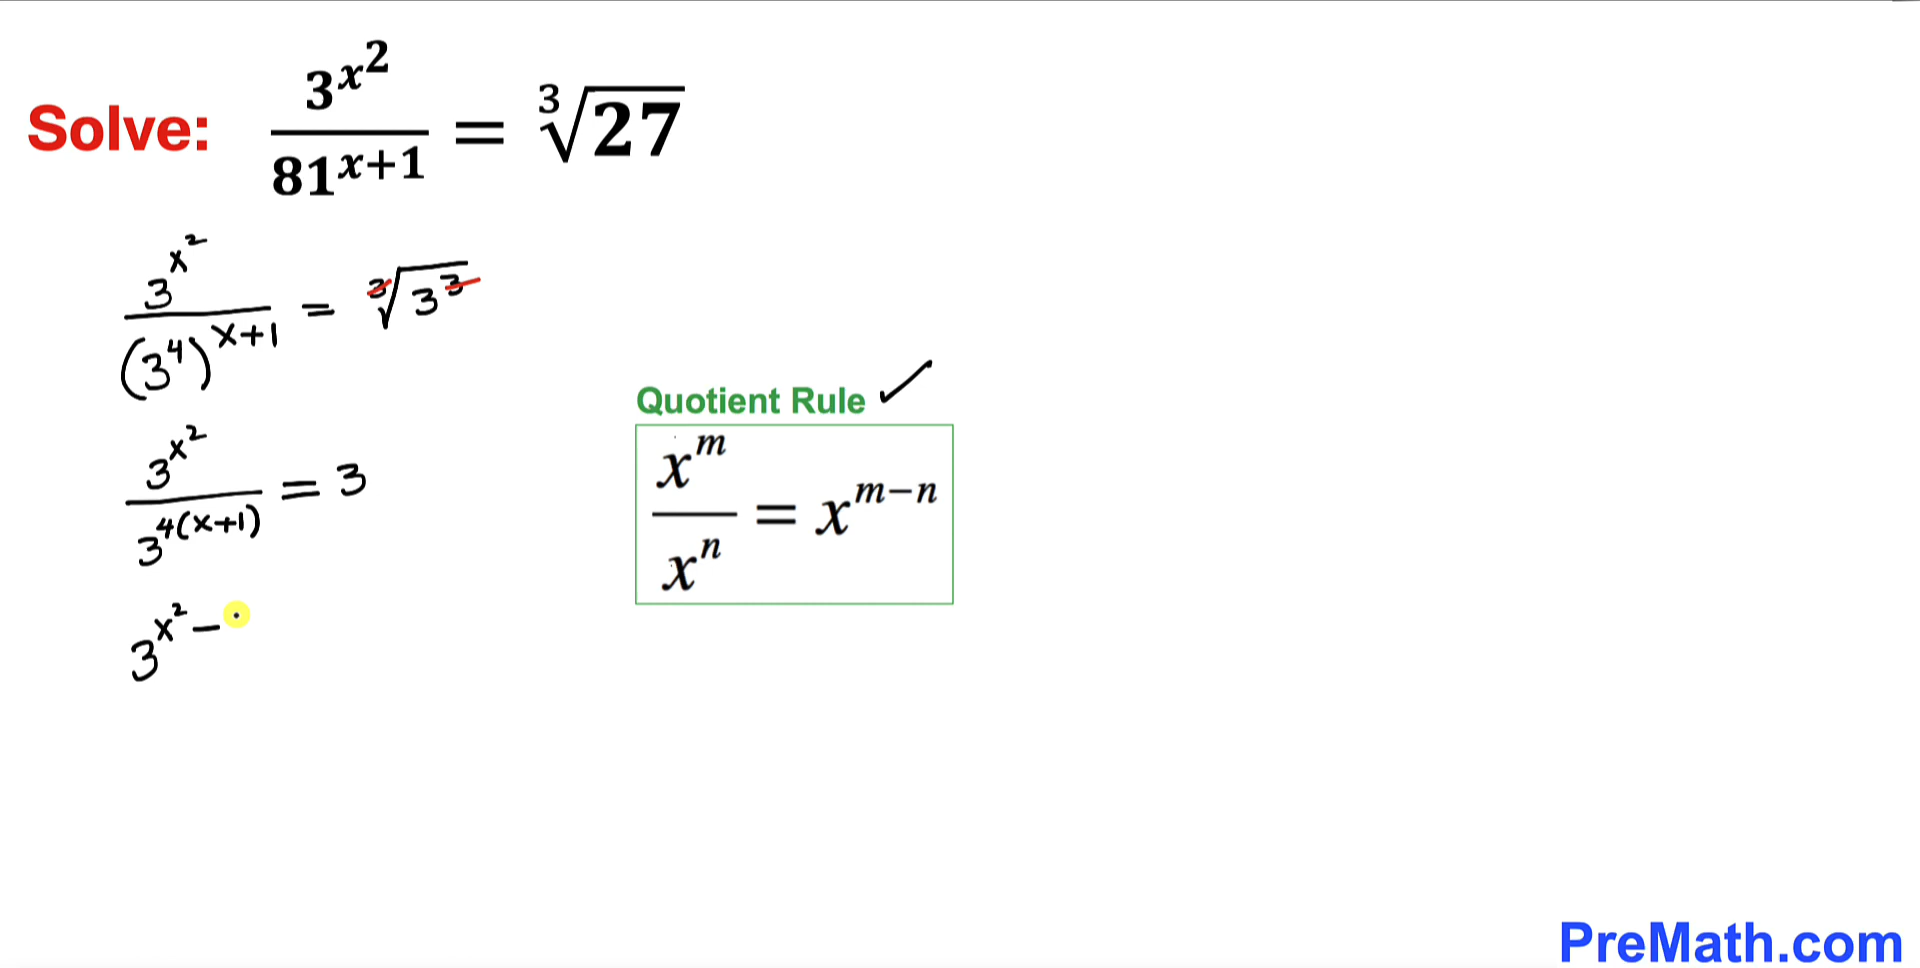 Solve: 3^{x^2} / 81^{x+1} = ∛27
3^{x^2} / (3^4)^{x+1} = ∛3^3
3^{x^2} / 3^{4(x+1)} = 3
3^{x^2 -
Quotient Rule ✓
x^m / x^n = x^{m-n}
PreMath.com